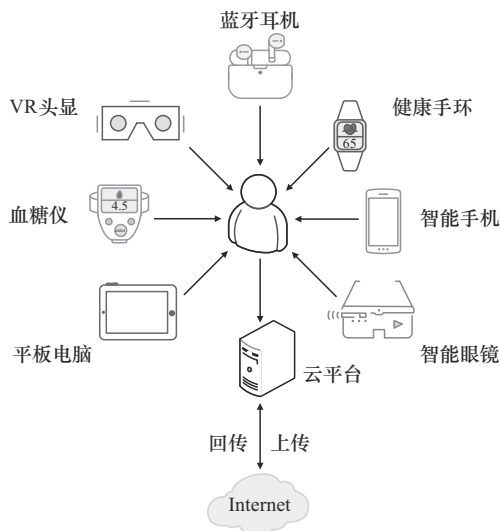 蓝牙耳机
VR头显
健康手环
65
血糖仪
4.5
智能手机
平板电脑
智能眼镜
云平台
回传
上传
Internet